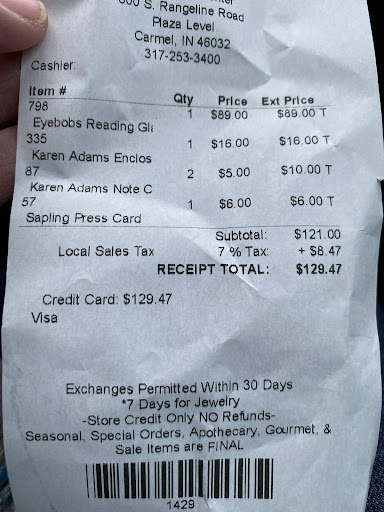 S. Rangeline Road
Plaza Level
Carmel, IN 46032
317-253-3400
Cashier:
Item # Qty Price Ext Price
798 1 $89.00 $89.00 T
Eyebobs Reading Gl
335 1 $16.00 $16.00 T
Karen Adams Enclos
87 2 $5.00 $10.00 T
Karen Adams Note C
57 1 $6.00 $6.00 T
Sapling Press Card
Subtotal: $121.00
Local Sales Tax 7 % Tax: + $8.47
RECEIPT TOTAL: $129.47
Credit Card: $129.47
Visa
Exchanges Permitted Within 30 Days
*7 Days for Jewelry
-Store Credit Only NO Refunds-
Seasonal, Special Orders, Apothecary, Gourmet, &
Sale Items are FINAL
1429